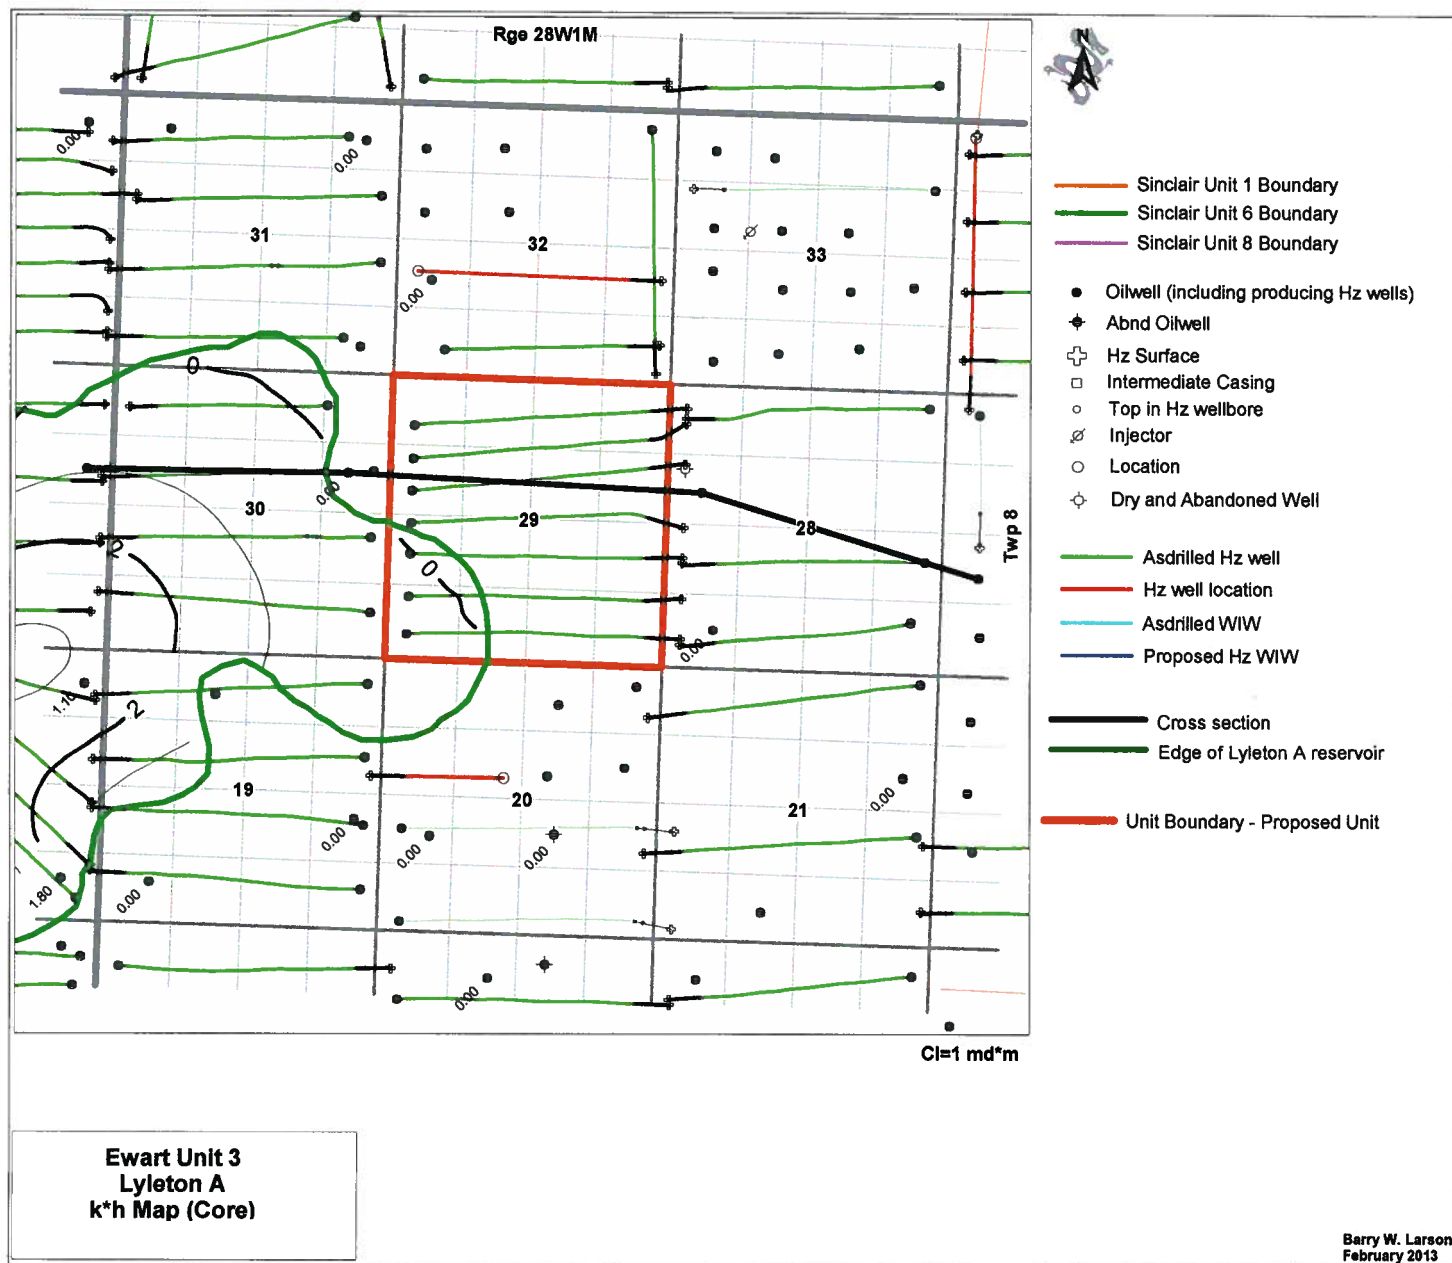 Rge 28W1M
N
0.00
0.00
31
32
33
0.00
0
0.00
30
29
28
Twp 8
2
0
0.00
1.10
2
19
20
21
0.00
0.00
0.00
0.00
1.80
0.00
0.00
Sinclair Unit 1 Boundary
Sinclair Unit 6 Boundary
Sinclair Unit 8 Boundary
Oilwell (including producing Hz wells)
Abnd Oilwell
Hz Surface
Intermediate Casing
Top in Hz wellbore
Injector
Location
Dry and Abandoned Well
Asdrilled Hz well
Hz well location
Asdrilled WIW
Proposed Hz WIW
Cross section
Edge of Lyleton A reservoir
Unit Boundary - Proposed Unit
CI=1 md*m
Ewart Unit 3
Lyleton A
k*h Map (Core)
Barry W. Larson
February 2013